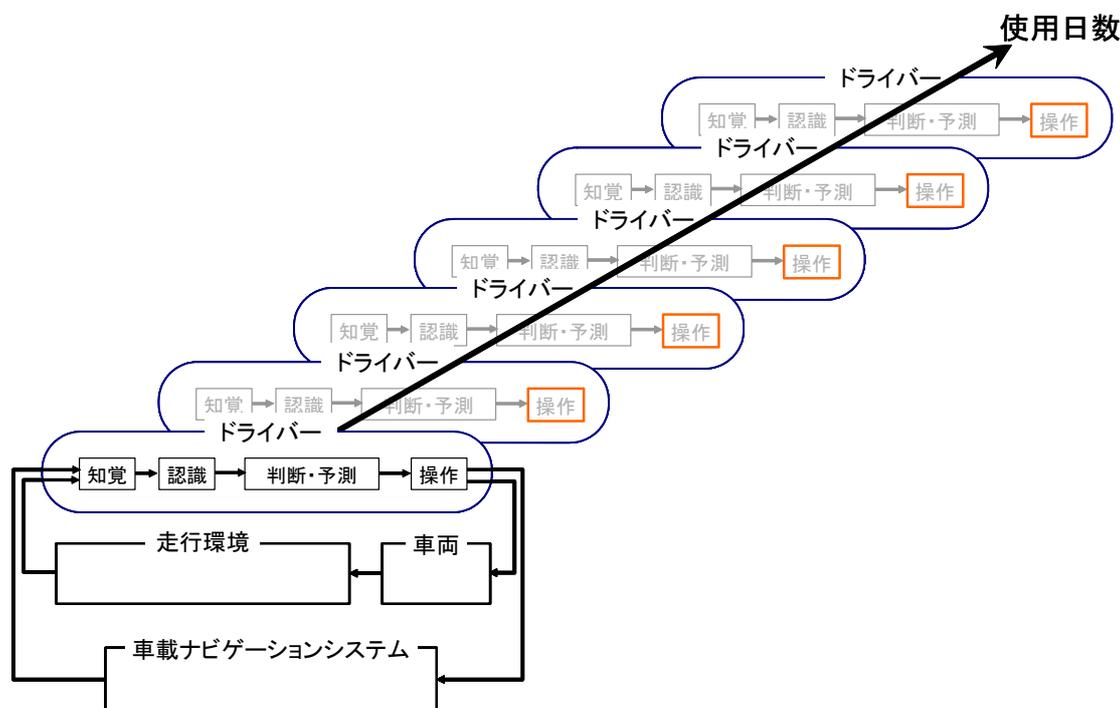 使用日数
ドライバー
知覚 認識 判断・予測 操作
ドライバー
知覚 認識 判断・予測 操作
ドライバー
知覚 認識 判断・予測 操作
ドライバー
知覚 認識 判断・予測 操作
ドライバー
知覚 認識 判断・予測 操作
ドライバー
知覚 認識 判断・予測 操作
走行環境 車両
車載ナビゲーションシステム